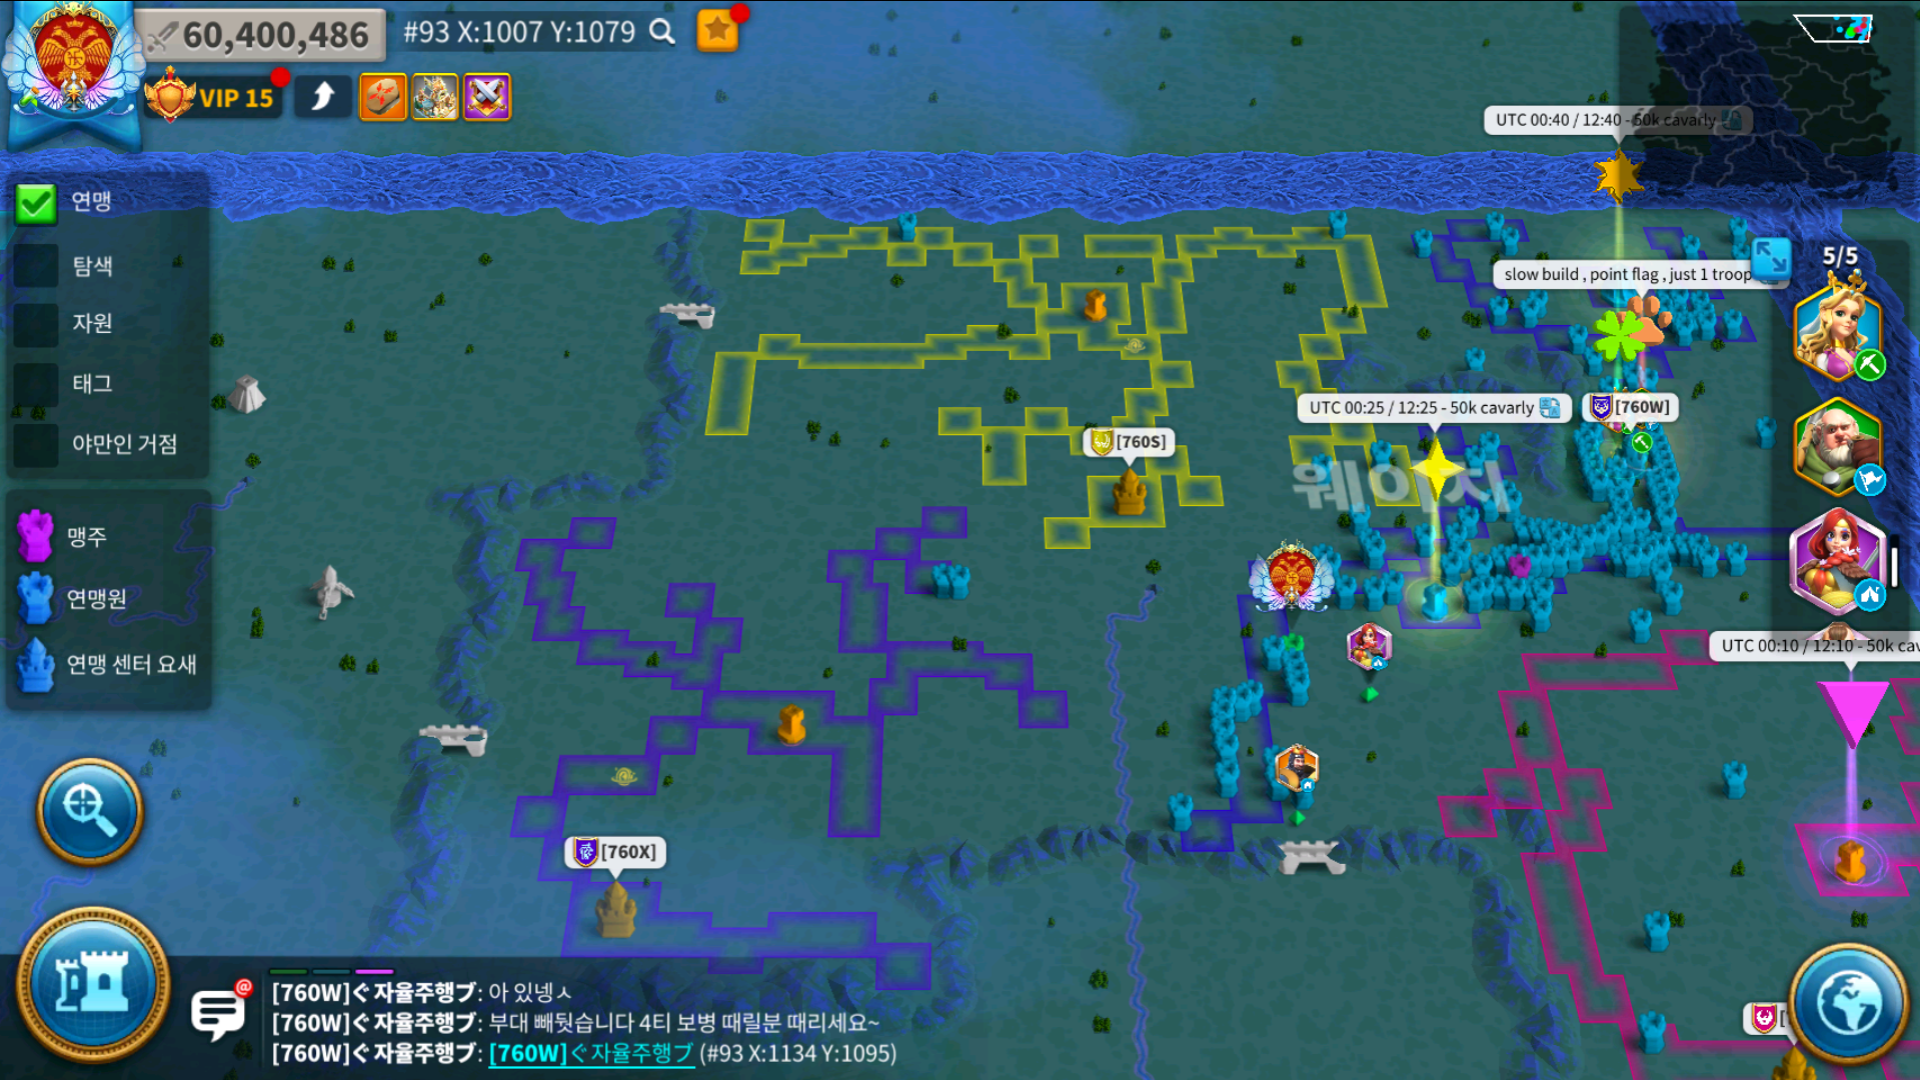 60,400,486
#93 X:1007 Y:1079
VIP 15
UTC 00:40 / 12:40 - 50k cavarly
연맹
5/5
탐색
slow build , point flag , just 1 troop
자원
태그
UTC 00:25 / 12:25 - 50k cavarly
[760W]
야만인 거점
[760S]
웨이저
맹주
연맹원
UTC 00:10 / 12:10 - 50k cav
연맹 센터 요새
[760X]
[760W]ぐ자율주행ブ: 아 있넹ㅅ
[760W]ぐ자율주행ブ: 부대 빼뒀습니다 4티 보병 때릴분 때리세요~
[760W]ぐ자율주행ブ: [760W]ぐ자율주행ブ (#93 X:1134 Y:1095)